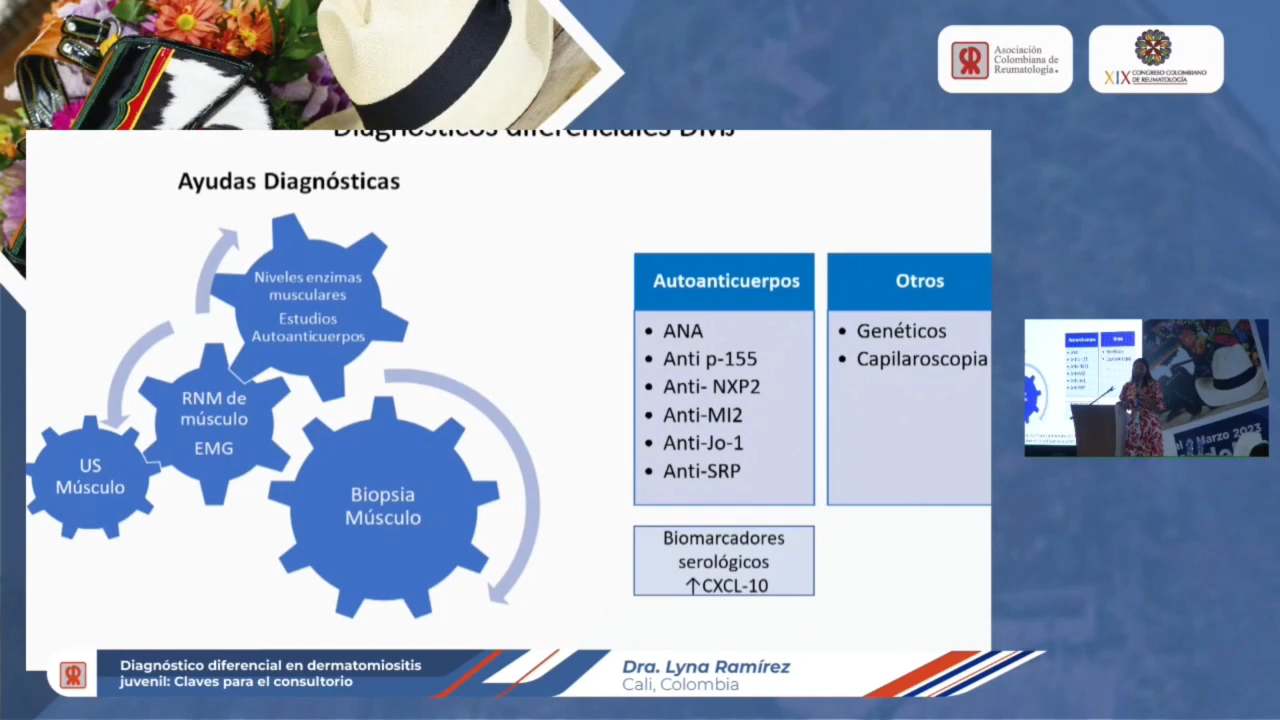 Asociación
Colombiana de
Reumatología.
XIX CONGRESO COLOMBIANO
DE REUMATOLOGÍA
Diagnósticos diferenciales DMJ
Ayudas Diagnósticas
Niveles enzimas
musculares
Estudios
Autoanticuerpos
RNM de
músculo
EMG
US
Músculo
Biopsia
Músculo
Autoanticuerpos
• ANA
• Anti p-155
• Anti- NXP2
• Anti-MI2
• Anti-Jo-1
• Anti-SRP
Otros
• Genéticos
• Capilaroscopia
Biomarcadores
serológicos
↑CXCL-10
Marzo 2023
Diagnóstico diferencial en dermatomiositis
juvenil: Claves para el consultorio
Dra. Lyna Ramírez
Cali, Colombia